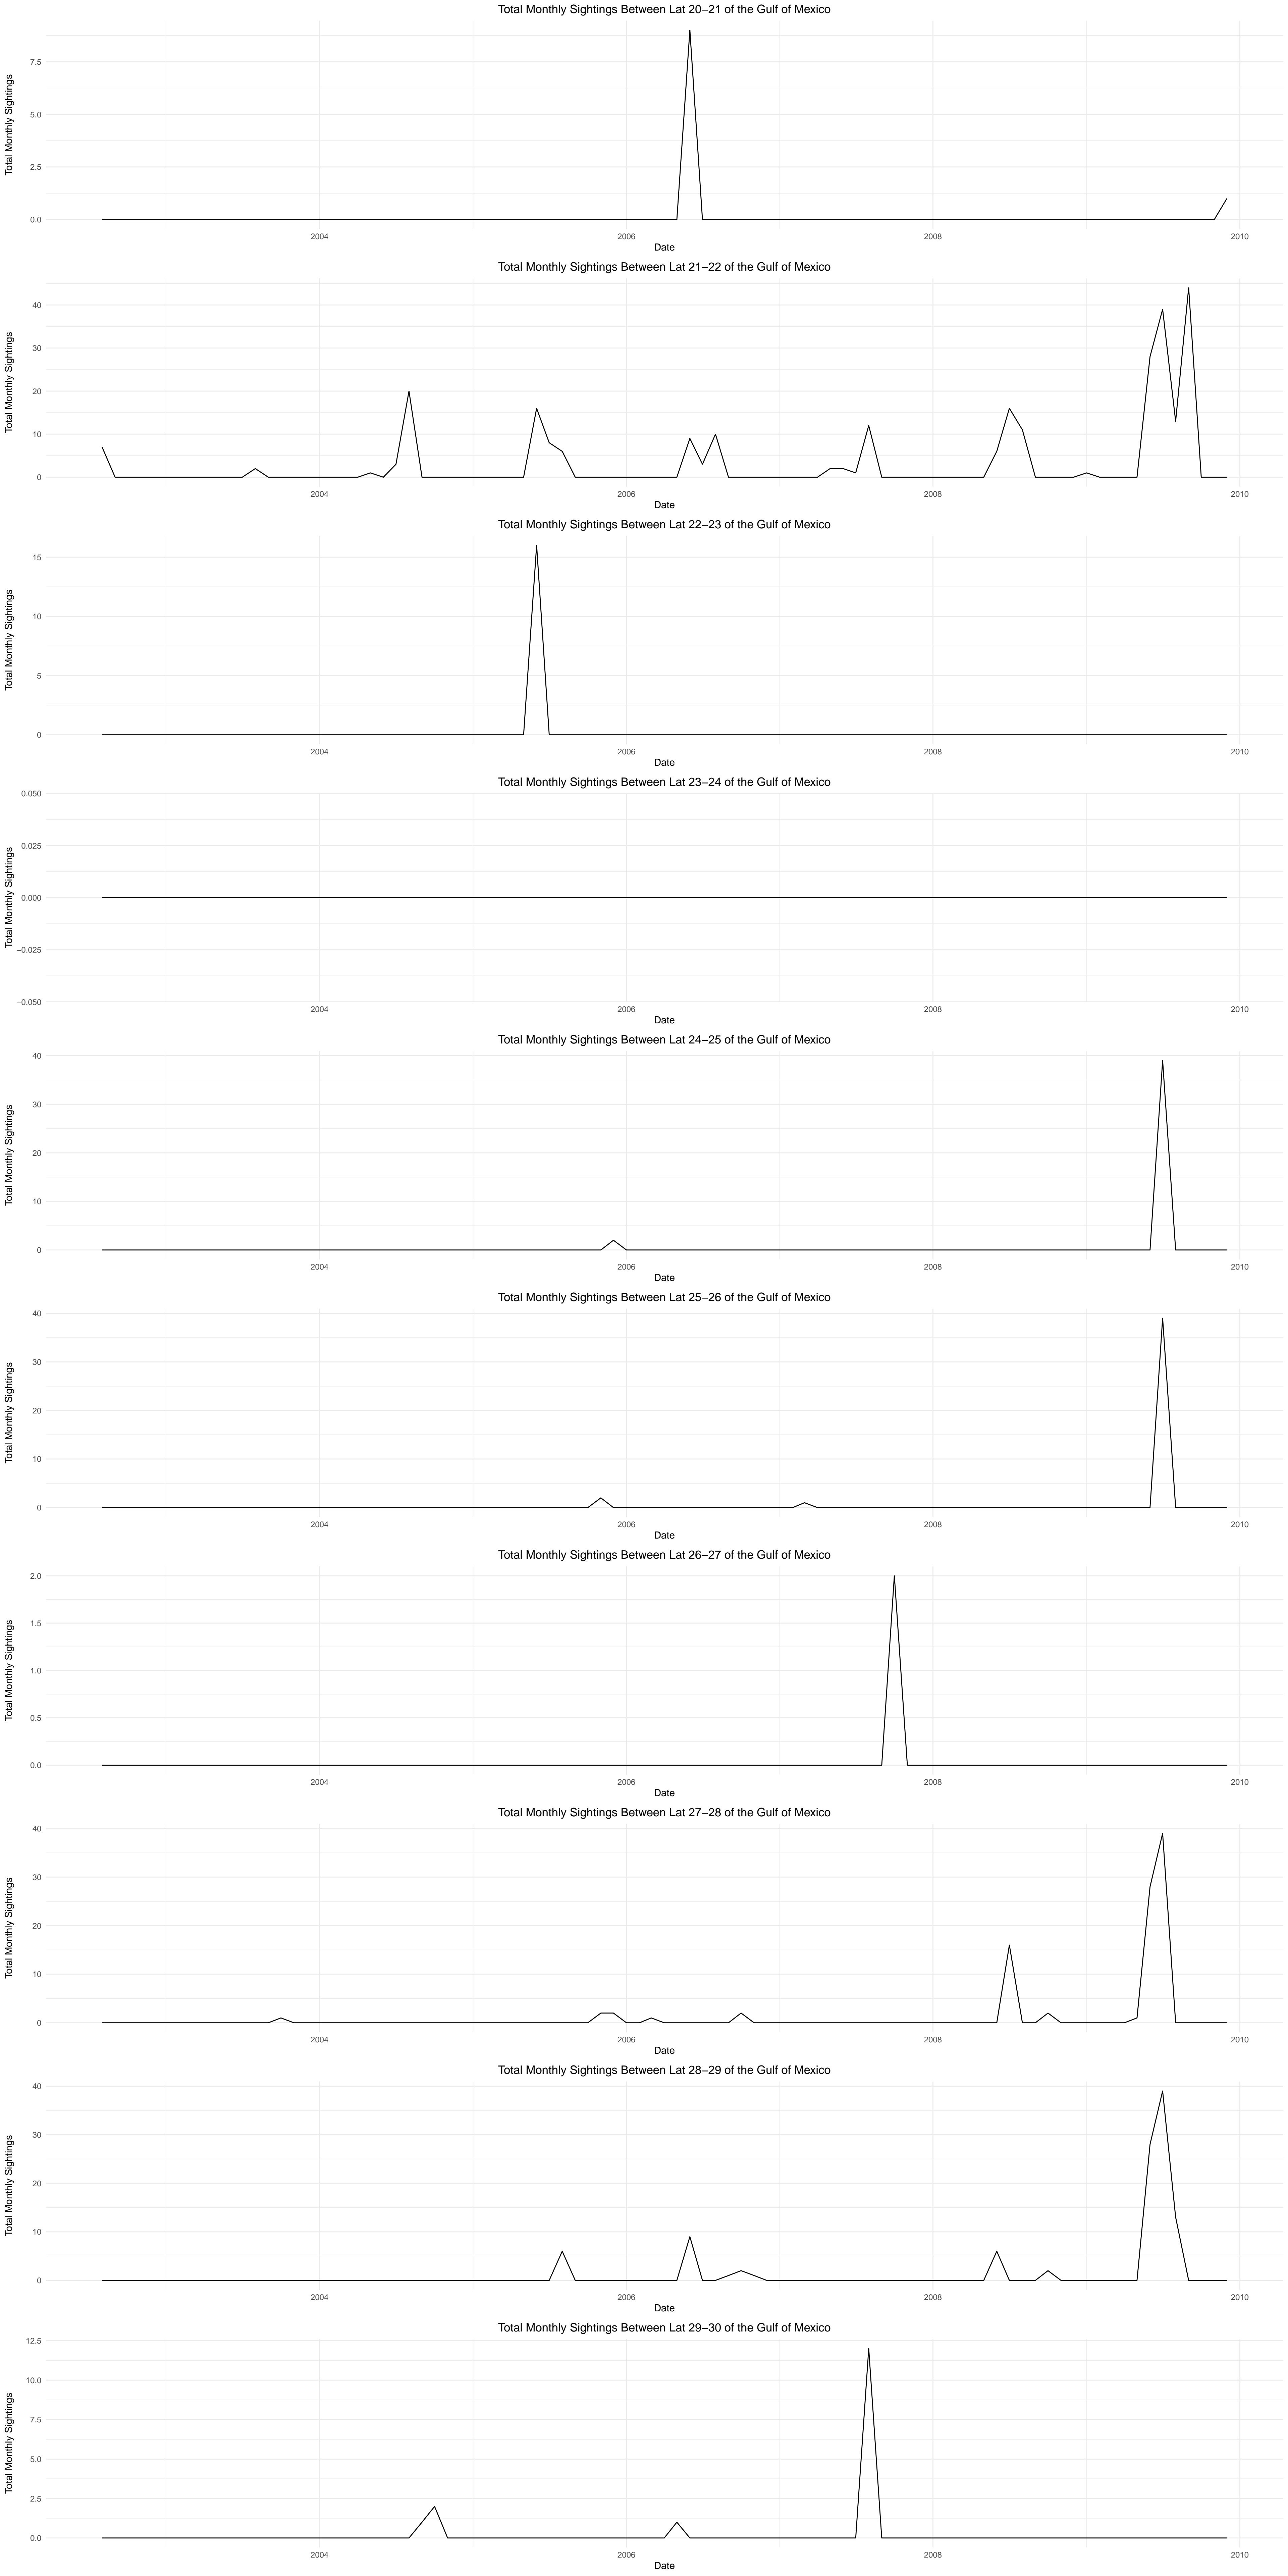 Total Monthly Sightings Between Lat 20–21 of the Gulf of Mexico
Total Monthly Sightings
7.5
5.0
2.5
0.0
2004 2006 2008 2010
Date
Total Monthly Sightings Between Lat 21–22 of the Gulf of Mexico
Total Monthly Sightings
40
30
20
10
0
2004 2006 2008 2010
Date
Total Monthly Sightings Between Lat 22–23 of the Gulf of Mexico
Total Monthly Sightings
15
10
5
0
2004 2006 2008 2010
Date
Total Monthly Sightings Between Lat 23–24 of the Gulf of Mexico
Total Monthly Sightings
0.050
0.025
0.000
−0.025
−0.050
2004 2006 2008 2010
Date
Total Monthly Sightings Between Lat 24–25 of the Gulf of Mexico
Total Monthly Sightings
40
30
20
10
0
2004 2006 2008 2010
Date
Total Monthly Sightings Between Lat 25–26 of the Gulf of Mexico
Total Monthly Sightings
40
30
20
10
0
2004 2006 2008 2010
Date
Total Monthly Sightings Between Lat 26–27 of the Gulf of Mexico
Total Monthly Sightings
2.0
1.5
1.0
0.5
0.0
2004 2006 2008 2010
Date
Total Monthly Sightings Between Lat 27–28 of the Gulf of Mexico
Total Monthly Sightings
40
30
20
10
0
2004 2006 2008 2010
Date
Total Monthly Sightings Between Lat 28–29 of the Gulf of Mexico
Total Monthly Sightings
40
30
20
10
0
2004 2006 2008 2010
Date
Total Monthly Sightings Between Lat 29–30 of the Gulf of Mexico
Total Monthly Sightings
12.5
10.0
7.5
5.0
2.5
0.0
2004 2006 2008 2010
Date